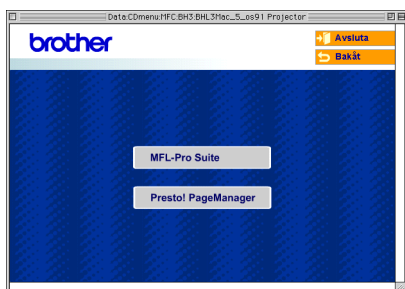 Data:CDmenu:MFC:BH3:BHL3Mac_5_os91 Projector
brother
Avsluta
Bakåt
MFL-Pro Suite
Presto! PageManager